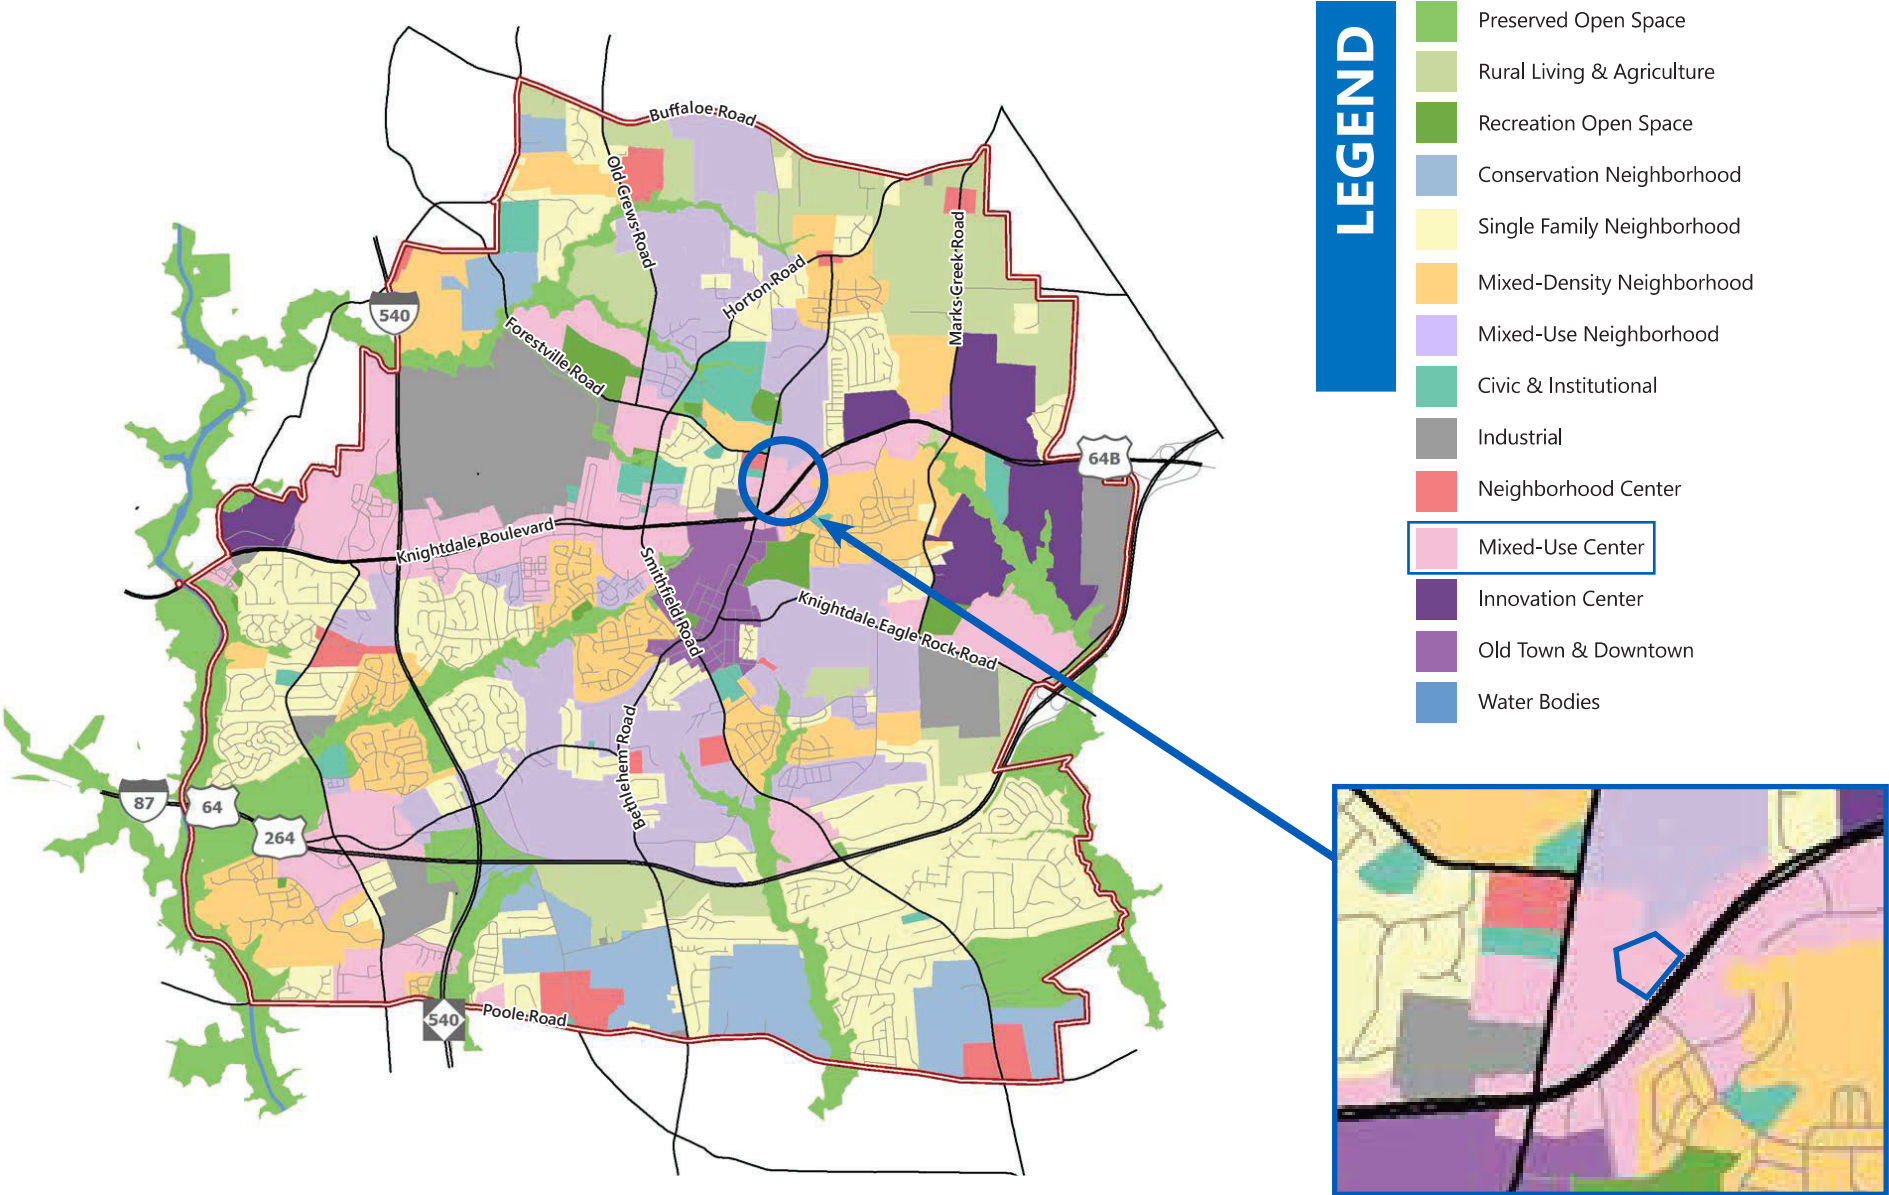 LEGEND
Preserved Open Space
Rural Living & Agriculture
Recreation Open Space
Conservation Neighborhood
Single Family Neighborhood
Mixed-Density Neighborhood
Mixed-Use Neighborhood
Civic & Institutional
Industrial
Neighborhood Center
Mixed-Use Center
Innovation Center
Old Town & Downtown
Water Bodies
Buffaloe Road
Old Crews Road
Marks Creek Road
Horton Road
540
Forestville Road
64B
Knightdale Boulevard
Smithfield Road
Knightdale Eagle Rock Road
Bethlehem Road
87
64
264
540
Poole Road